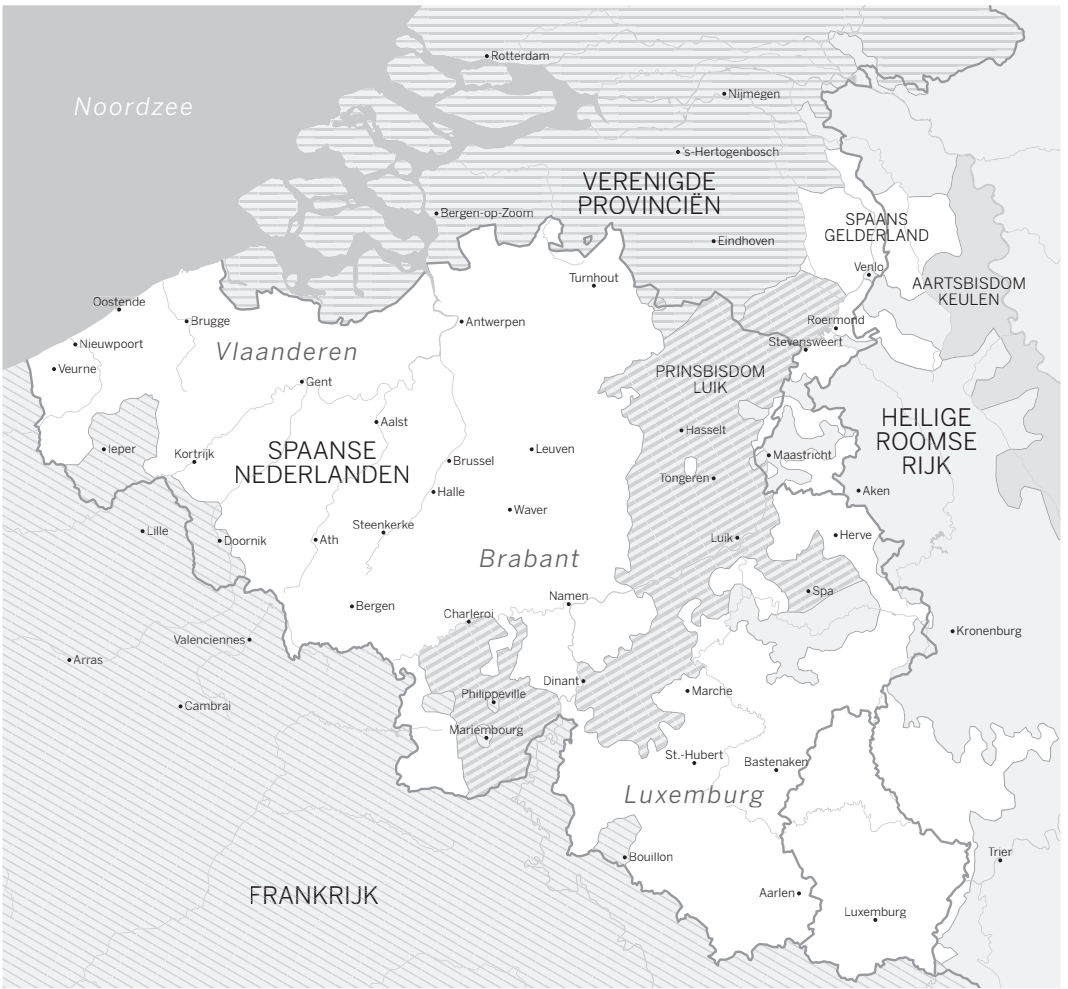 Rotterdam
Noordzee
Nijmegen
's-Hertogenbosch
VERENIGDE
PROVINCIËN
Bergen-op-Zoom
SPAANS
GELDERLAND
Eindhoven
Venlo
Turnhout
AARTSBISDOM
KEULEN
Oostende
Brugge
Antwerpen
Roermond
Nieuwpoort
Stevensweert
Vlaanderen
Veurne
PRINSBISDOM
LUIK
Gent
HEILIGE
ROOMSE
RIJK
Aalst
Hasselt
Ieper
SPAANSE
NEDERLANDEN
Kortrijk
Leuven
Maastricht
Brussel
Tongeren
Halle
Aken
Waver
Steenkerke
Lille
Doornik
Ath
Luik
Herve
Brabant
Spa
Namen
Bergen
Charleroi
Kronenburg
Valenciennes
Arras
Dinant
Marche
Philippeville
Cambrai
Mariembourg
St.-Hubert
Bastenaken
Luxemburg
Trier
Bouillon
FRANKRIJK
Aarlen
Luxemburg